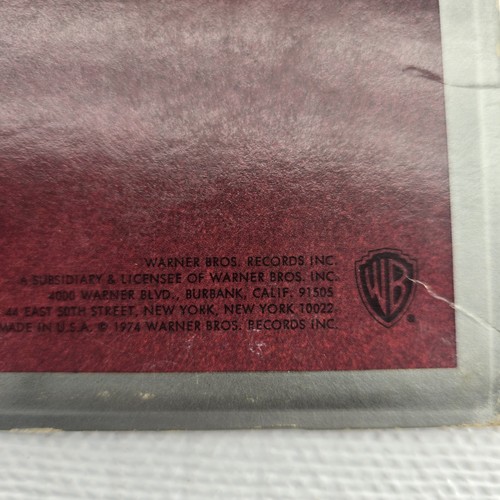 WARNER BROS. RECORDS INC.
A SUBSIDIARY & LICENSEE OF WARNER BROS. INC.
4000 WARNER BLVD., BURBANK, CALIF. 91505
44 EAST 50TH STREET, NEW YORK, NEW YORK 10022.
MADE IN U.S.A. © 1974 WARNER BROS. RECORDS INC.
WB®